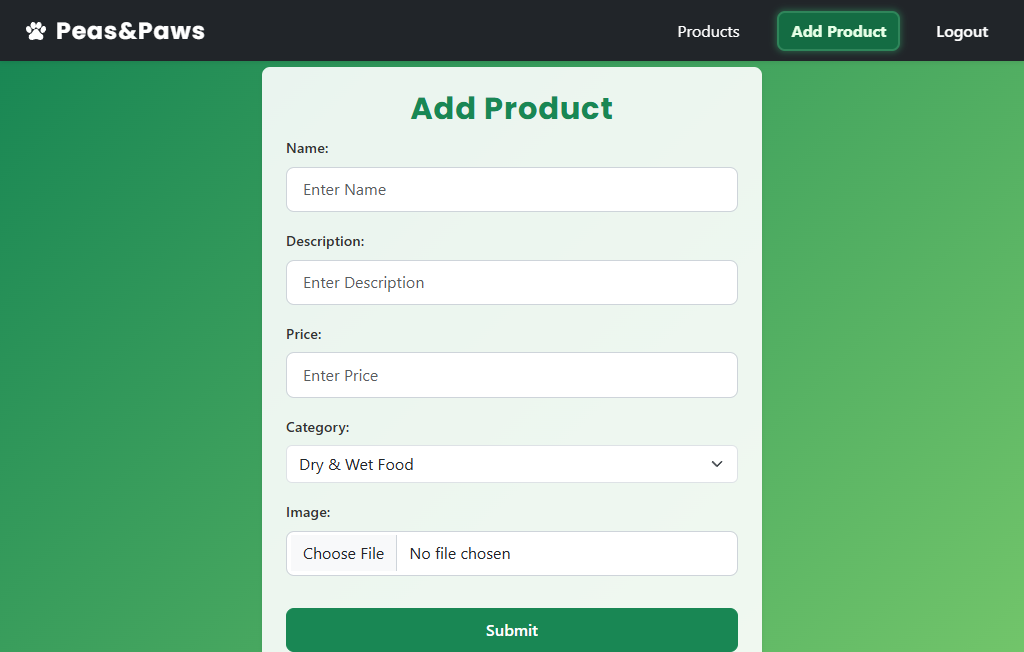 Peas&Paws
Products
Add Product
Logout
Add Product
Name:
Enter Name
Description:
Enter Description
Price:
Enter Price
Category:
Dry & Wet Food
Image:
Choose File No file chosen
Submit